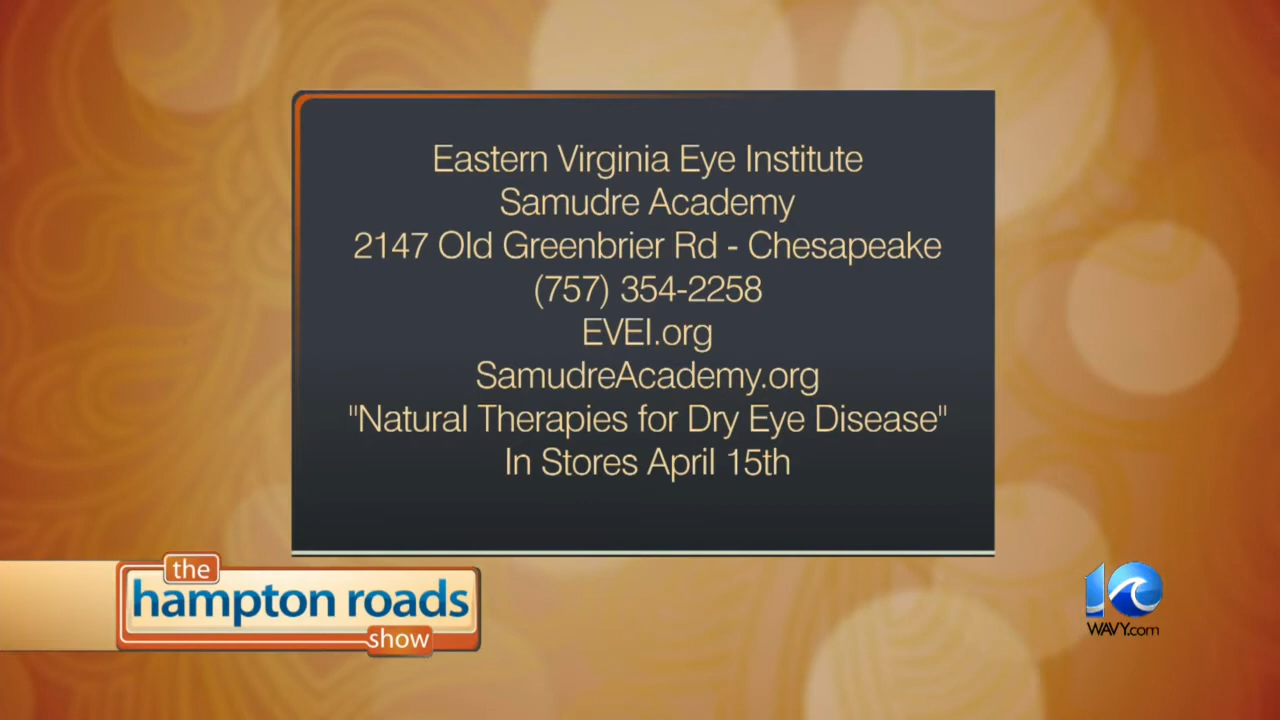 Eastern Virginia Eye Institute
Samudre Academy
2147 Old Greenbrier Rd - Chesapeake
(757) 354-2258
EVEI.org
SamudreAcademy.org
"Natural Therapies for Dry Eye Disease"
In Stores April 15th
the
hampton roads
show
10
WAVY.com